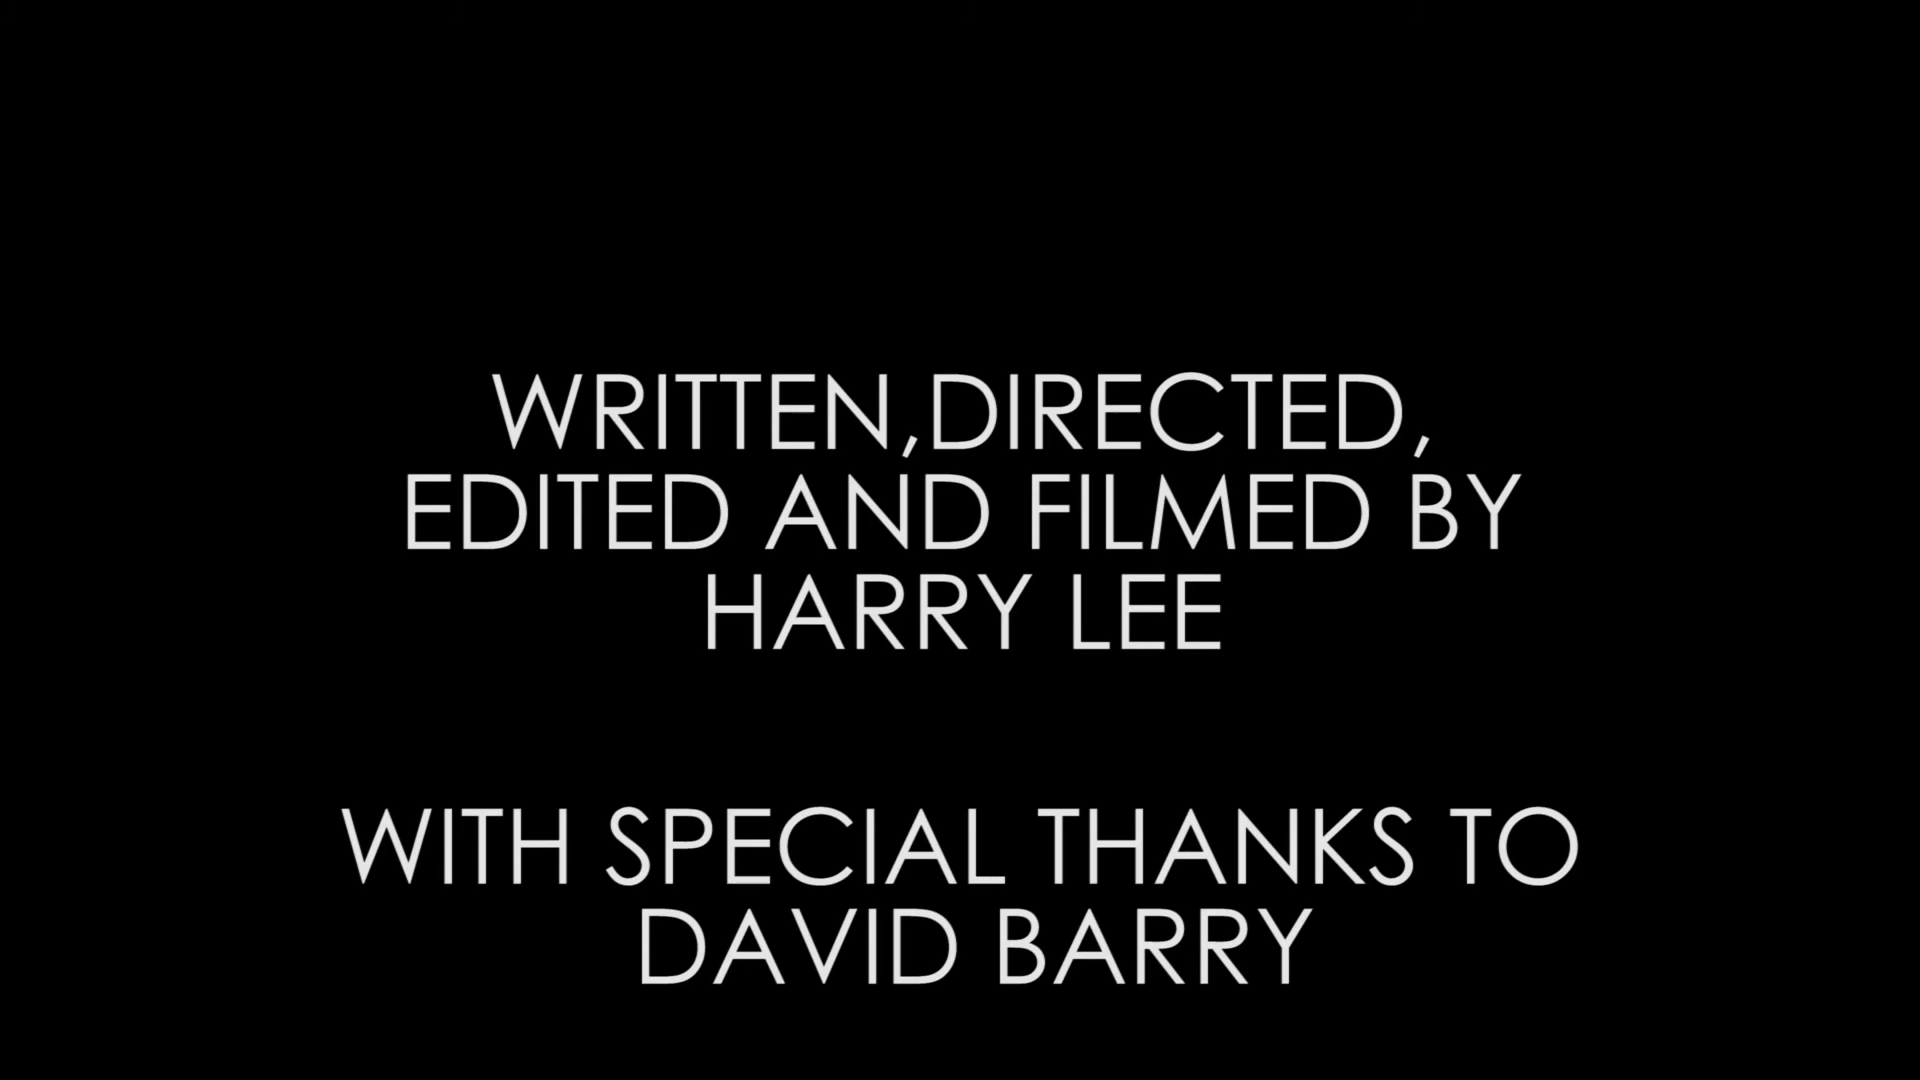 WRITTEN,DIRECTED,
EDITED AND FILMED BY
HARRY LEE
WITH SPECIAL THANKS TO
DAVID BARRY